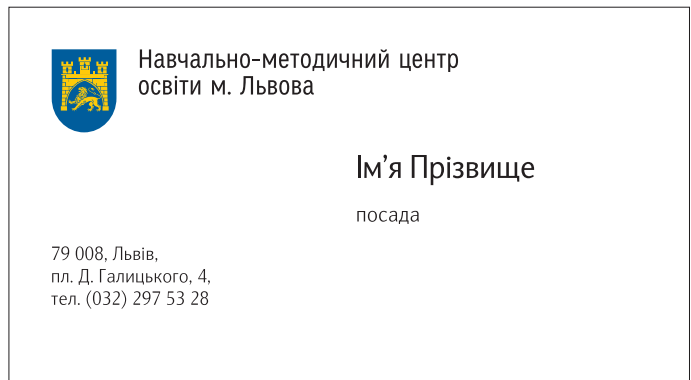 Навчально-методичний центр
освіти м. Львова
Ім’я Прізвище
посада
79 008, Львів,
пл. Д. Галицького, 4,
тел. (032) 297 53 28